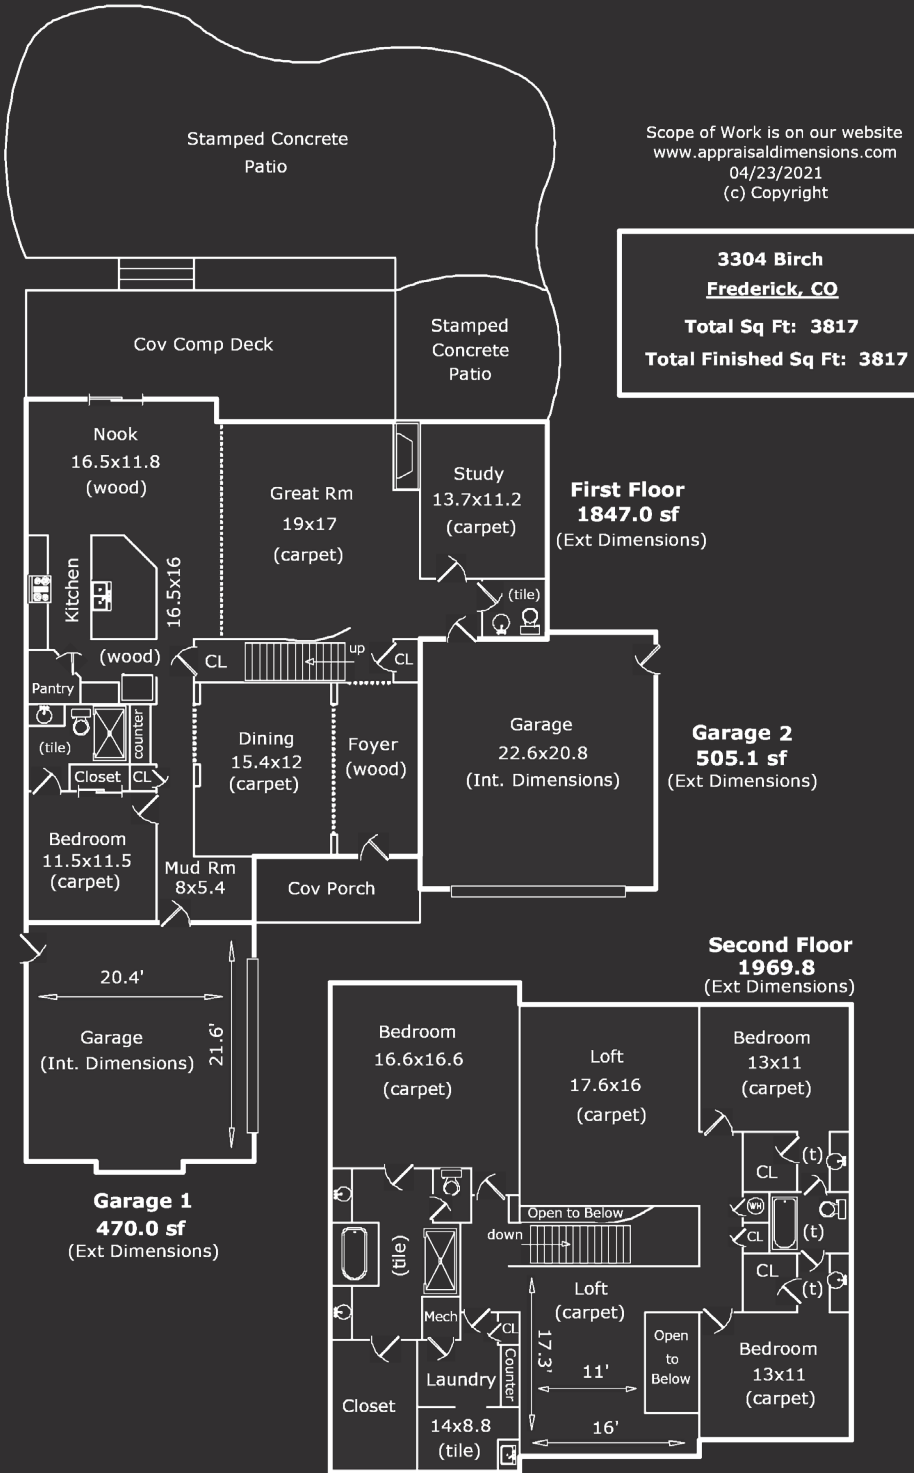 Stamped Concrete
Patio
Scope of Work is on our website
www.appraisaldimensions.com
04/23/2021
(c) Copyright
3304 Birch
Frederick, CO
Total Sq Ft: 3817
Total Finished Sq Ft: 3817
Cov Comp Deck
Stamped
Concrete
Patio
Nook
16.5x11.8
(wood)
Great Rm
19x17
(carpet)
Study
13.7x11.2
(carpet)
First Floor
1847.0 sf
(Ext Dimensions)
Kitchen
16.5x16
(wood)
(tile)
CL
up
CL
Pantry
(tile)
counter
Closet
CL
Dining
15.4x12
(carpet)
Foyer
(wood)
Garage
22.6x20.8
(Int. Dimensions)
Garage 2
505.1 sf
(Ext Dimensions)
Bedroom
11.5x11.5
(carpet)
Mud Rm
8x5.4
Cov Porch
20.4'
21.6'
Garage
(Int. Dimensions)
Garage 1
470.0 sf
(Ext Dimensions)
Second Floor
1969.8
(Ext Dimensions)
Bedroom
16.6x16.6
(carpet)
Loft
17.6x16
(carpet)
Bedroom
13x11
(carpet)
CL
(t)
Open to Below
down
WH
CL
(t)
(tile)
CL
(t)
Loft
(carpet)
Mech
CL
17.3'
11'
16'
Open
to
Below
Bedroom
13x11
(carpet)
Closet
Laundry
Counter
14x8.8
(tile)